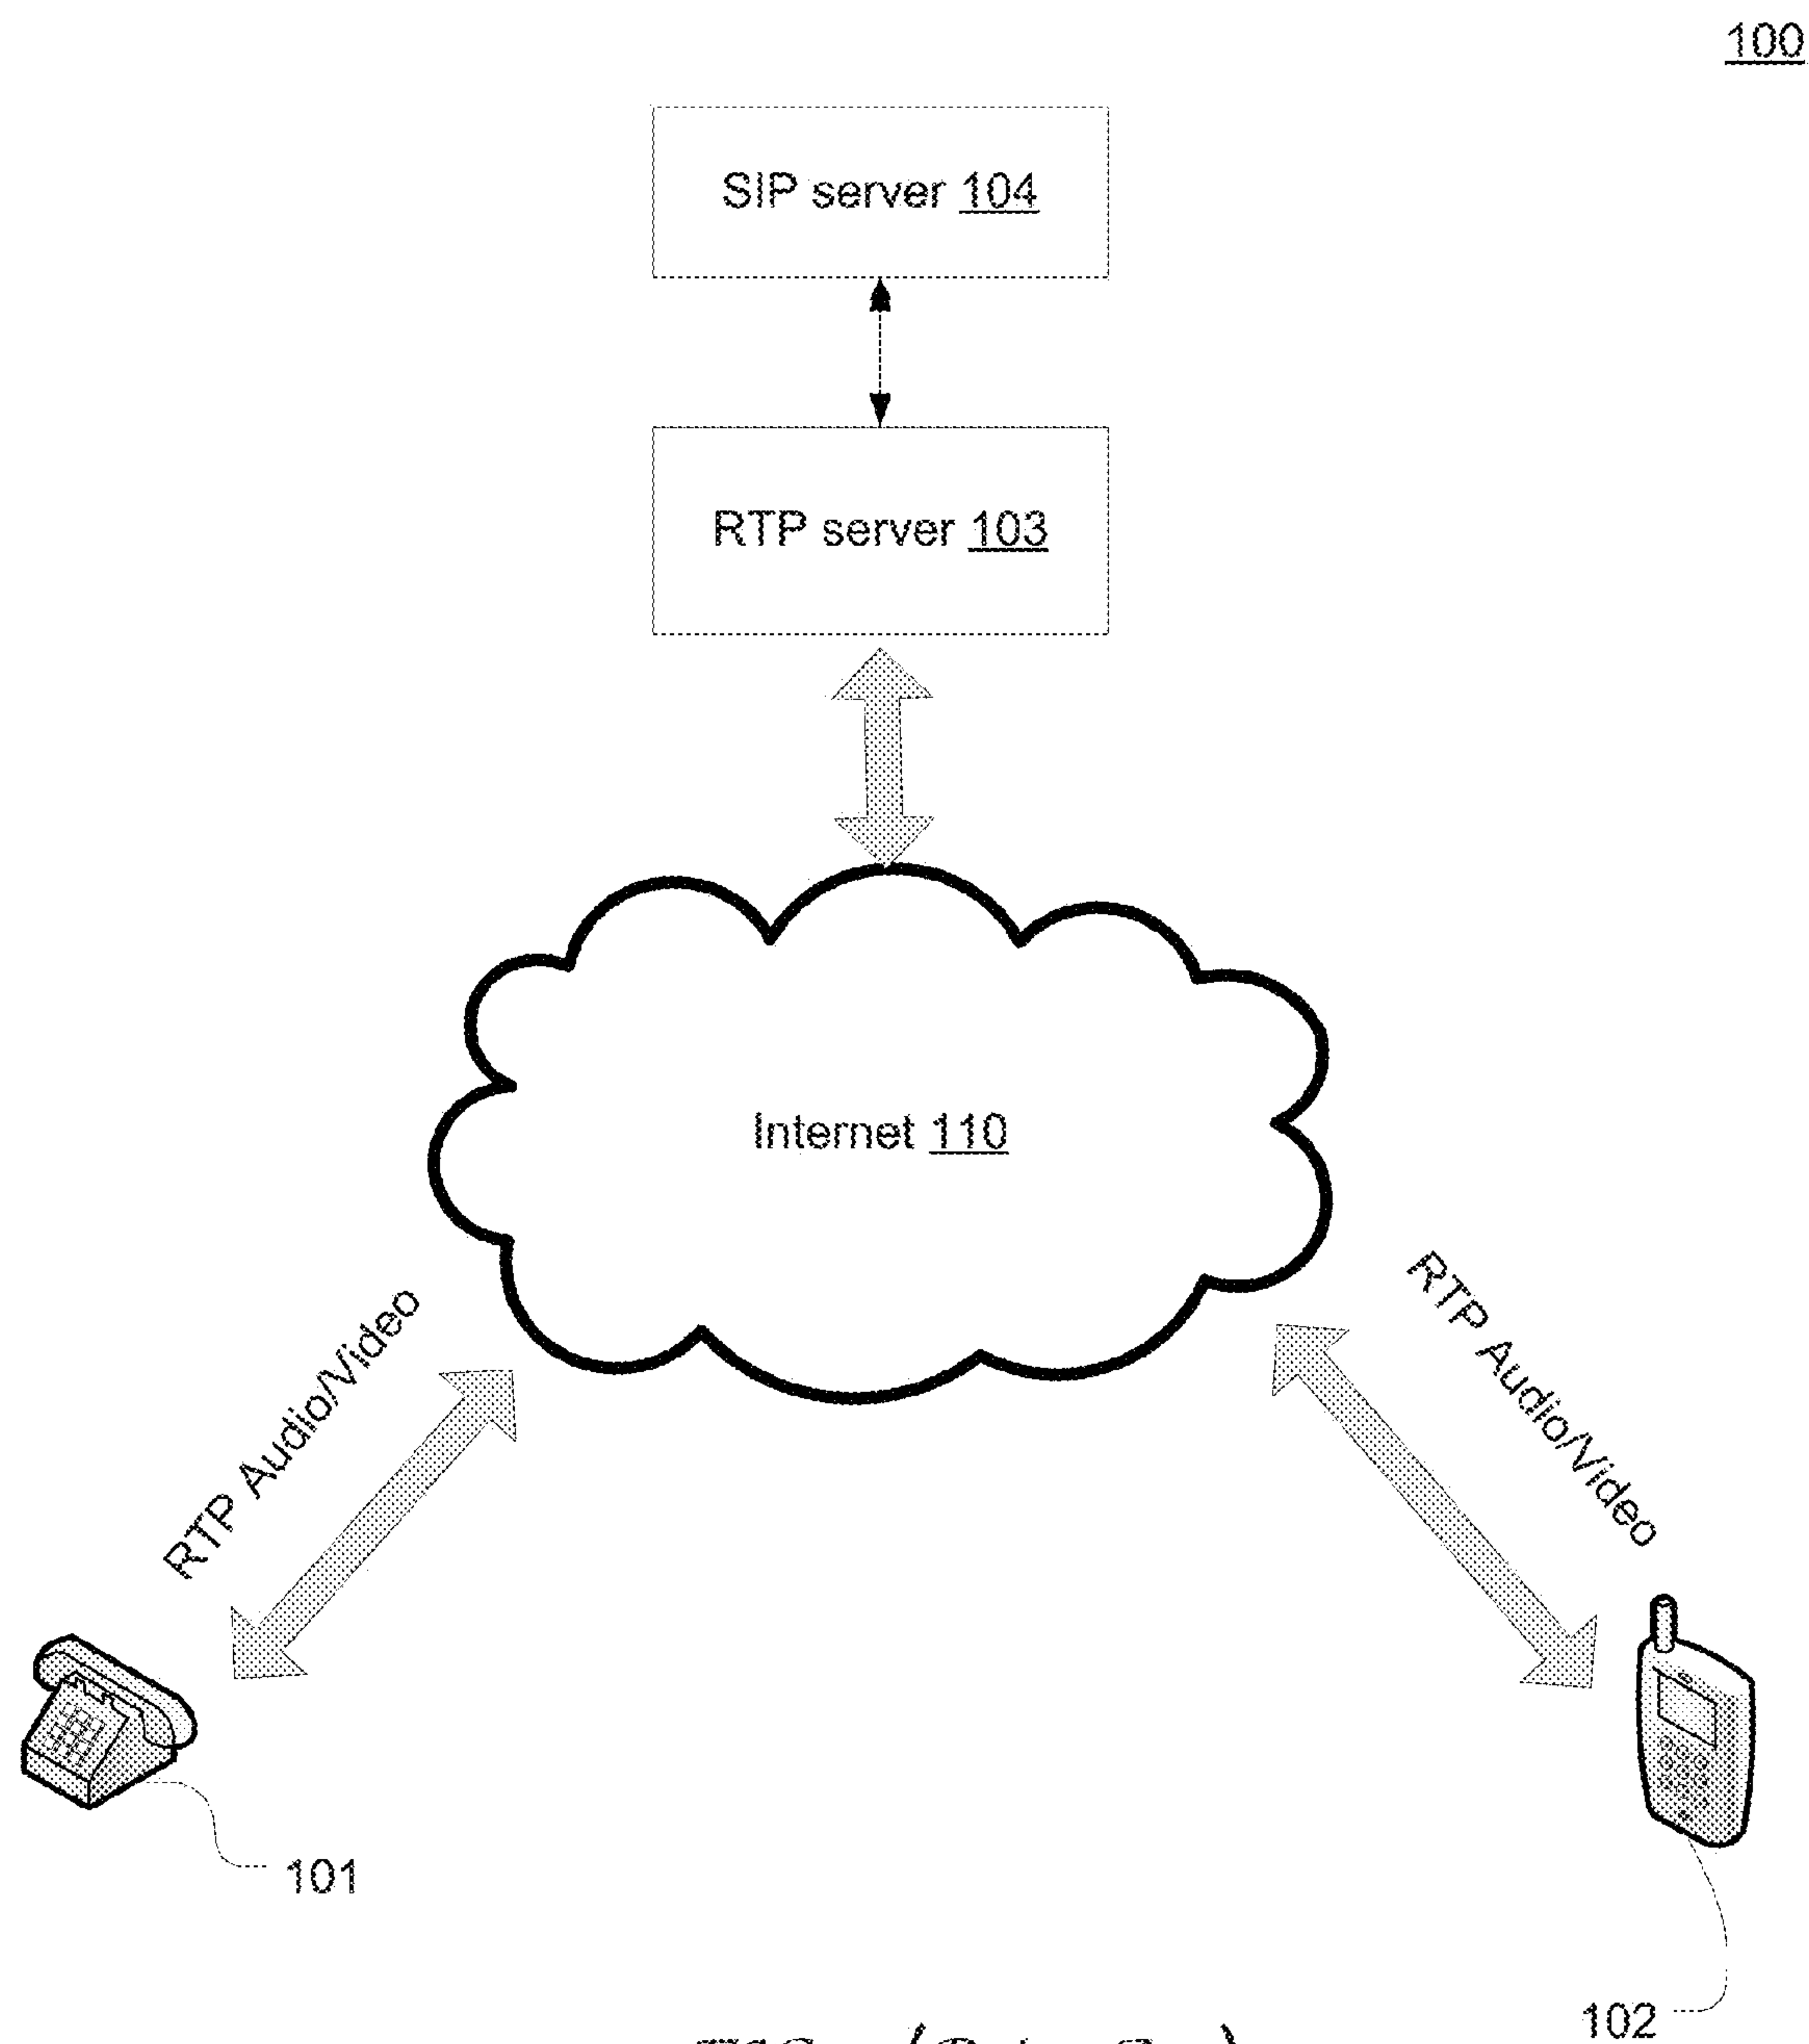 100
SIP server 104
RTP server 103
Internet 110
RTP Audio/Video
RTP Audio/Video
101
102